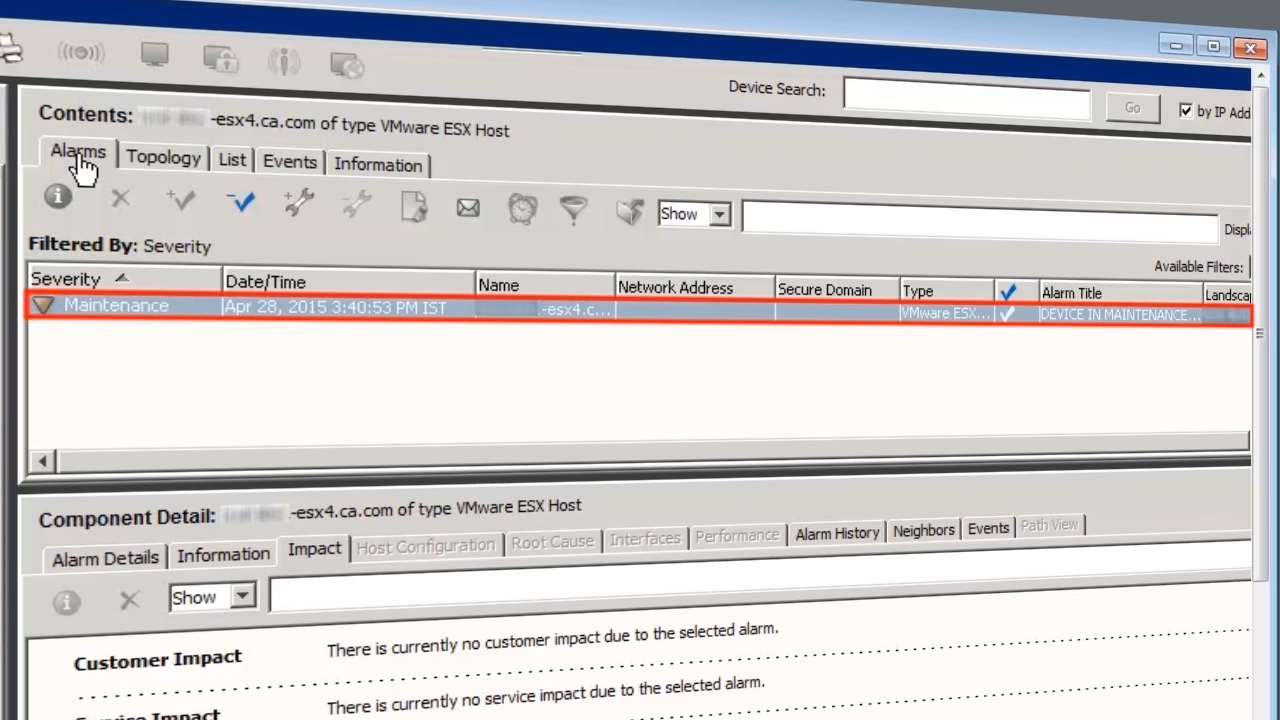 Device Search:
Go
by IP Add
Contents: -esx4.ca.com of type VMware ESX Host
Alarms Topology List Events Information
Show
Displ
Filtered By: Severity
Available Filters:
Severity Date/Time Name Network Address Secure Domain Type Alarm Title Landsca
Maintenance Apr 28, 2015 3:40:53 PM IST -esx4.c... VMware ESX... DEVICE IN MAINTENANCE...
Component Detail: -esx4.ca.com of type VMware ESX Host
Alarm Details Information Impact Host Configuration Root Cause Interfaces Performance Alarm History Neighbors Events Path View
Show
Customer Impact There is currently no customer impact due to the selected alarm.
Service Impact There is currently no service impact due to the selected alarm.